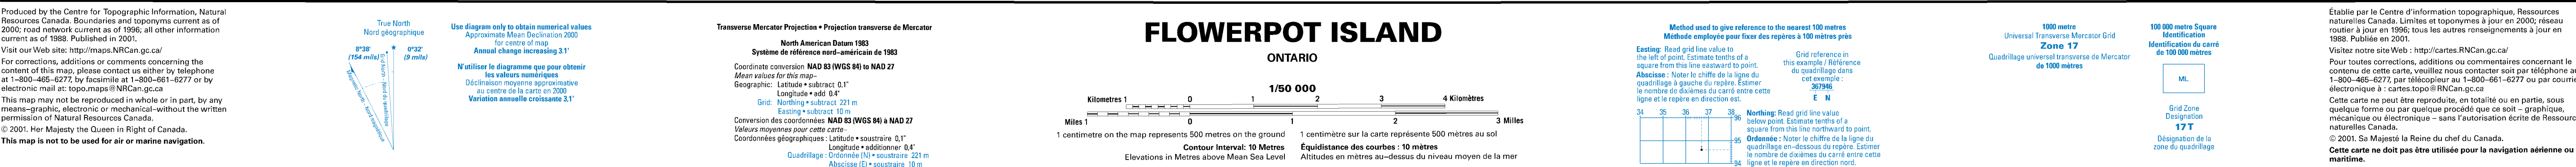 Produced by the Centre for Topographic Information, Natural
Resources Canada. Boundaries and toponyms current as of
2000; road network current as of 1996; all other information
current as of 1988. Published in 2001.
Visit our Web site: http://maps.NRCan.gc.ca/
For corrections, additions or comments concerning the
content of this map, please contact us either by telephone
at 1-800-465-6277, by facsimile at 1-800-661-6277 or by
electronic mail at: topo.maps@NRCan.gc.ca
This map may not be reproduced in whole or in part, by any
means-graphic, electronic or mechanical-without the written
permission of Natural Resources Canada.
© 2001. Her Majesty the Queen in Right of Canada.
This map is not to be used for air or marine navigation.
True North
Nord géographique
8°38'
(154 mils)
0°32'
(9 mils)
Grid North - Nord du quadrillage
Magnetic North - Nord magnétique
Use diagram only to obtain numerical values
Approximate Mean Declination 2000
for centre of map
Annual change increasing 3.1'
N'utiliser le diagramme que pour obtenir
les valeurs numériques
Déclinaison moyenne approximative
au centre de la carte en 2000
Variation annuelle croissante 3,1'
Transverse Mercator Projection • Projection transverse de Mercator
North American Datum 1983
Système de référence nord-américain de 1983
Coordinate conversion NAD 83 (WGS 84) to NAD 27
Mean values for this map-
Geographic: Latitude • subtract 0,1"
Longitude • add 0.4"
Grid: Northing • subtract 221 m
Easting • subtract 10 m
Conversion des coordonnées NAD 83 (WGS 84) à NAD 27
Valeurs moyennes pour cette carte-
Coordonnées géographiques : Latitude • soustraire 0,1"
Longitude • additionner 0,4"
Quadrillage : Ordonnée (N) • soustraire 221 m
Abscisse (E) • soustraire 10 m
FLOWERPOT ISLAND
ONTARIO
1/50 000
Kilometres 1 0 1 2 3 4 Kilomètres
Miles 1 0 1 2 3 Milles
1 centimetre on the map represents 500 metres on the ground
1 centimètre sur la carte représente 500 mètres au sol
Contour Interval: 10 Metres
Équidistance des courbes : 10 mètres
Elevations in Metres above Mean Sea Level
Altitudes en mètres au-dessus du niveau moyen de la mer
Method used to give reference to the nearest 100 metres
Méthode employée pour fixer des repères à 100 mètres près
Easting: Read grid line value to
the left of point. Estimate tenths of a
square from this line eastward to point.
Abscisse : Noter le chiffe de la ligne du
quadrillage à gauche du repère. Estimer
le nombre de dixièmes du carré entre cette
ligne et le repère en direction est.
Grid reference in
this example / Référence
du quadrillage dans
cet exemple :
367946
E N
34 35 36 37 38
96
95
94
Northing: Read grid line value
below point. Estimate tenths of a
square from this line northward to point.
Ordonnée : Noter le chiffre de la ligne du
quadrillage en-dessous du repère. Estimer
le nombre de dixièmes du carré entre cette
ligne et le repère en direction nord.
1000 metre
Universal Transverse Mercator Grid
Zone 17
Quadrillage universel transverse de Mercator
de 1000 mètres
100 000 metre Square
Identification
Identification du carré
de 100 000 mètres
ML
Grid Zone
Designation
17 T
Désignation de la
zone du quadrillage
Établie par le Centre d'information topographique, Ressources
naturelles Canada. Limites et toponymes à jour en 2000; réseau
routier à jour en 1996; tous les autres renseignements à jour en
1988. Publiée en 2001.
Visitez notre site Web : http://cartes.RNCan.gc.ca/
Pour toutes corrections, additions ou commentaires concernant le
contenu de cette carte, veuillez nous contacter soit par téléphone au
1-800-465-6277, par télécopieur au 1-800-661-6277 ou par courrie
électronique à : cartes.topo@RNCan.gc.ca
Cette carte ne peut être reproduite, en totalité ou en partie, sous
quelque forme ou par quelque procédé que ce soit - graphique,
mécanique ou électronique - sans l'autorisation écrite de Ressourc
naturelles Canada.
© 2001. Sa Majesté la Reine du chef du Canada.
Cette carte ne doit pas être utilisée pour la navigation aérienne ou
maritime.